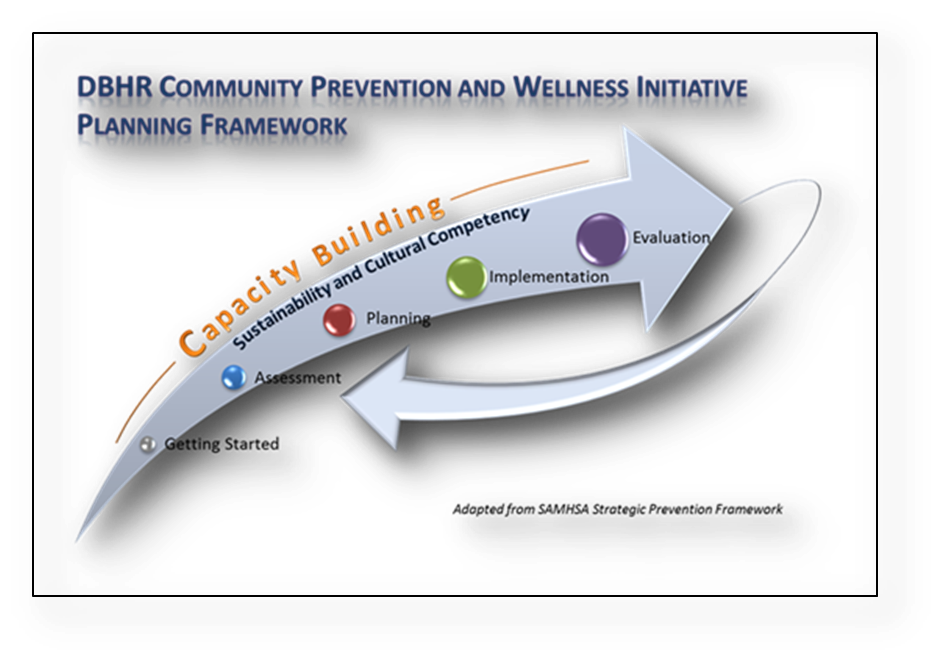 DBHR COMMUNITY PREVENTION AND WELLNESS INITIATIVE
PLANNING FRAMEWORK
Capacity Building
Sustainability and Cultural Competency
Evaluation
Implementation
Planning
Assessment
Getting Started
Adapted from SAMHSA Strategic Prevention Framework